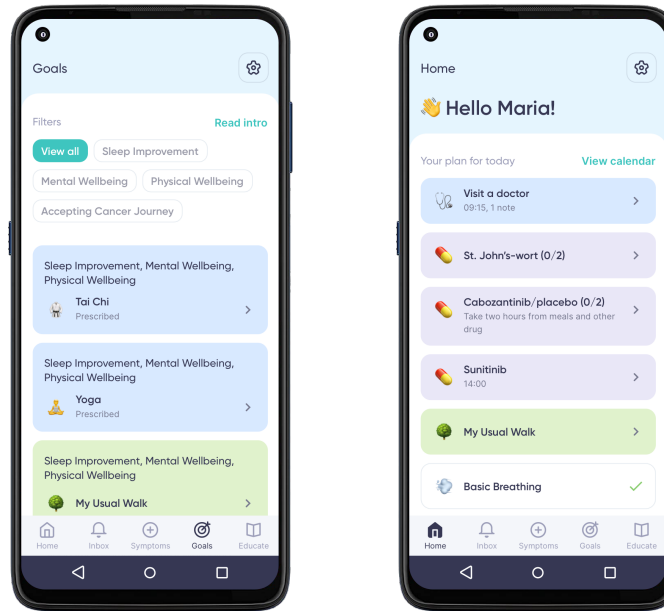 Goals
Filters
Read intro
View all
Sleep Improvement
Mental Wellbeing
Physical Wellbeing
Accepting Cancer Journey
Sleep Improvement, Mental Wellbeing,
Physical Wellbeing
Tai Chi
Prescribed
Sleep Improvement, Mental Wellbeing,
Physical Wellbeing
Yoga
Prescribed
Sleep Improvement, Mental Wellbeing,
Physical Wellbeing
My Usual Walk
Home
Inbox
Symptoms
Goals
Educate
Home
Hello Maria!
Your plan for today
View calendar
Visit a doctor
09:15, 1 note
St. John's-wort (0/2)
Cabozantinib/placebo (0/2)
Take two hours from meals and other
drug
Sunitinib
14:00
My Usual Walk
Basic Breathing
Home
Inbox
Symptoms
Goals
Educate